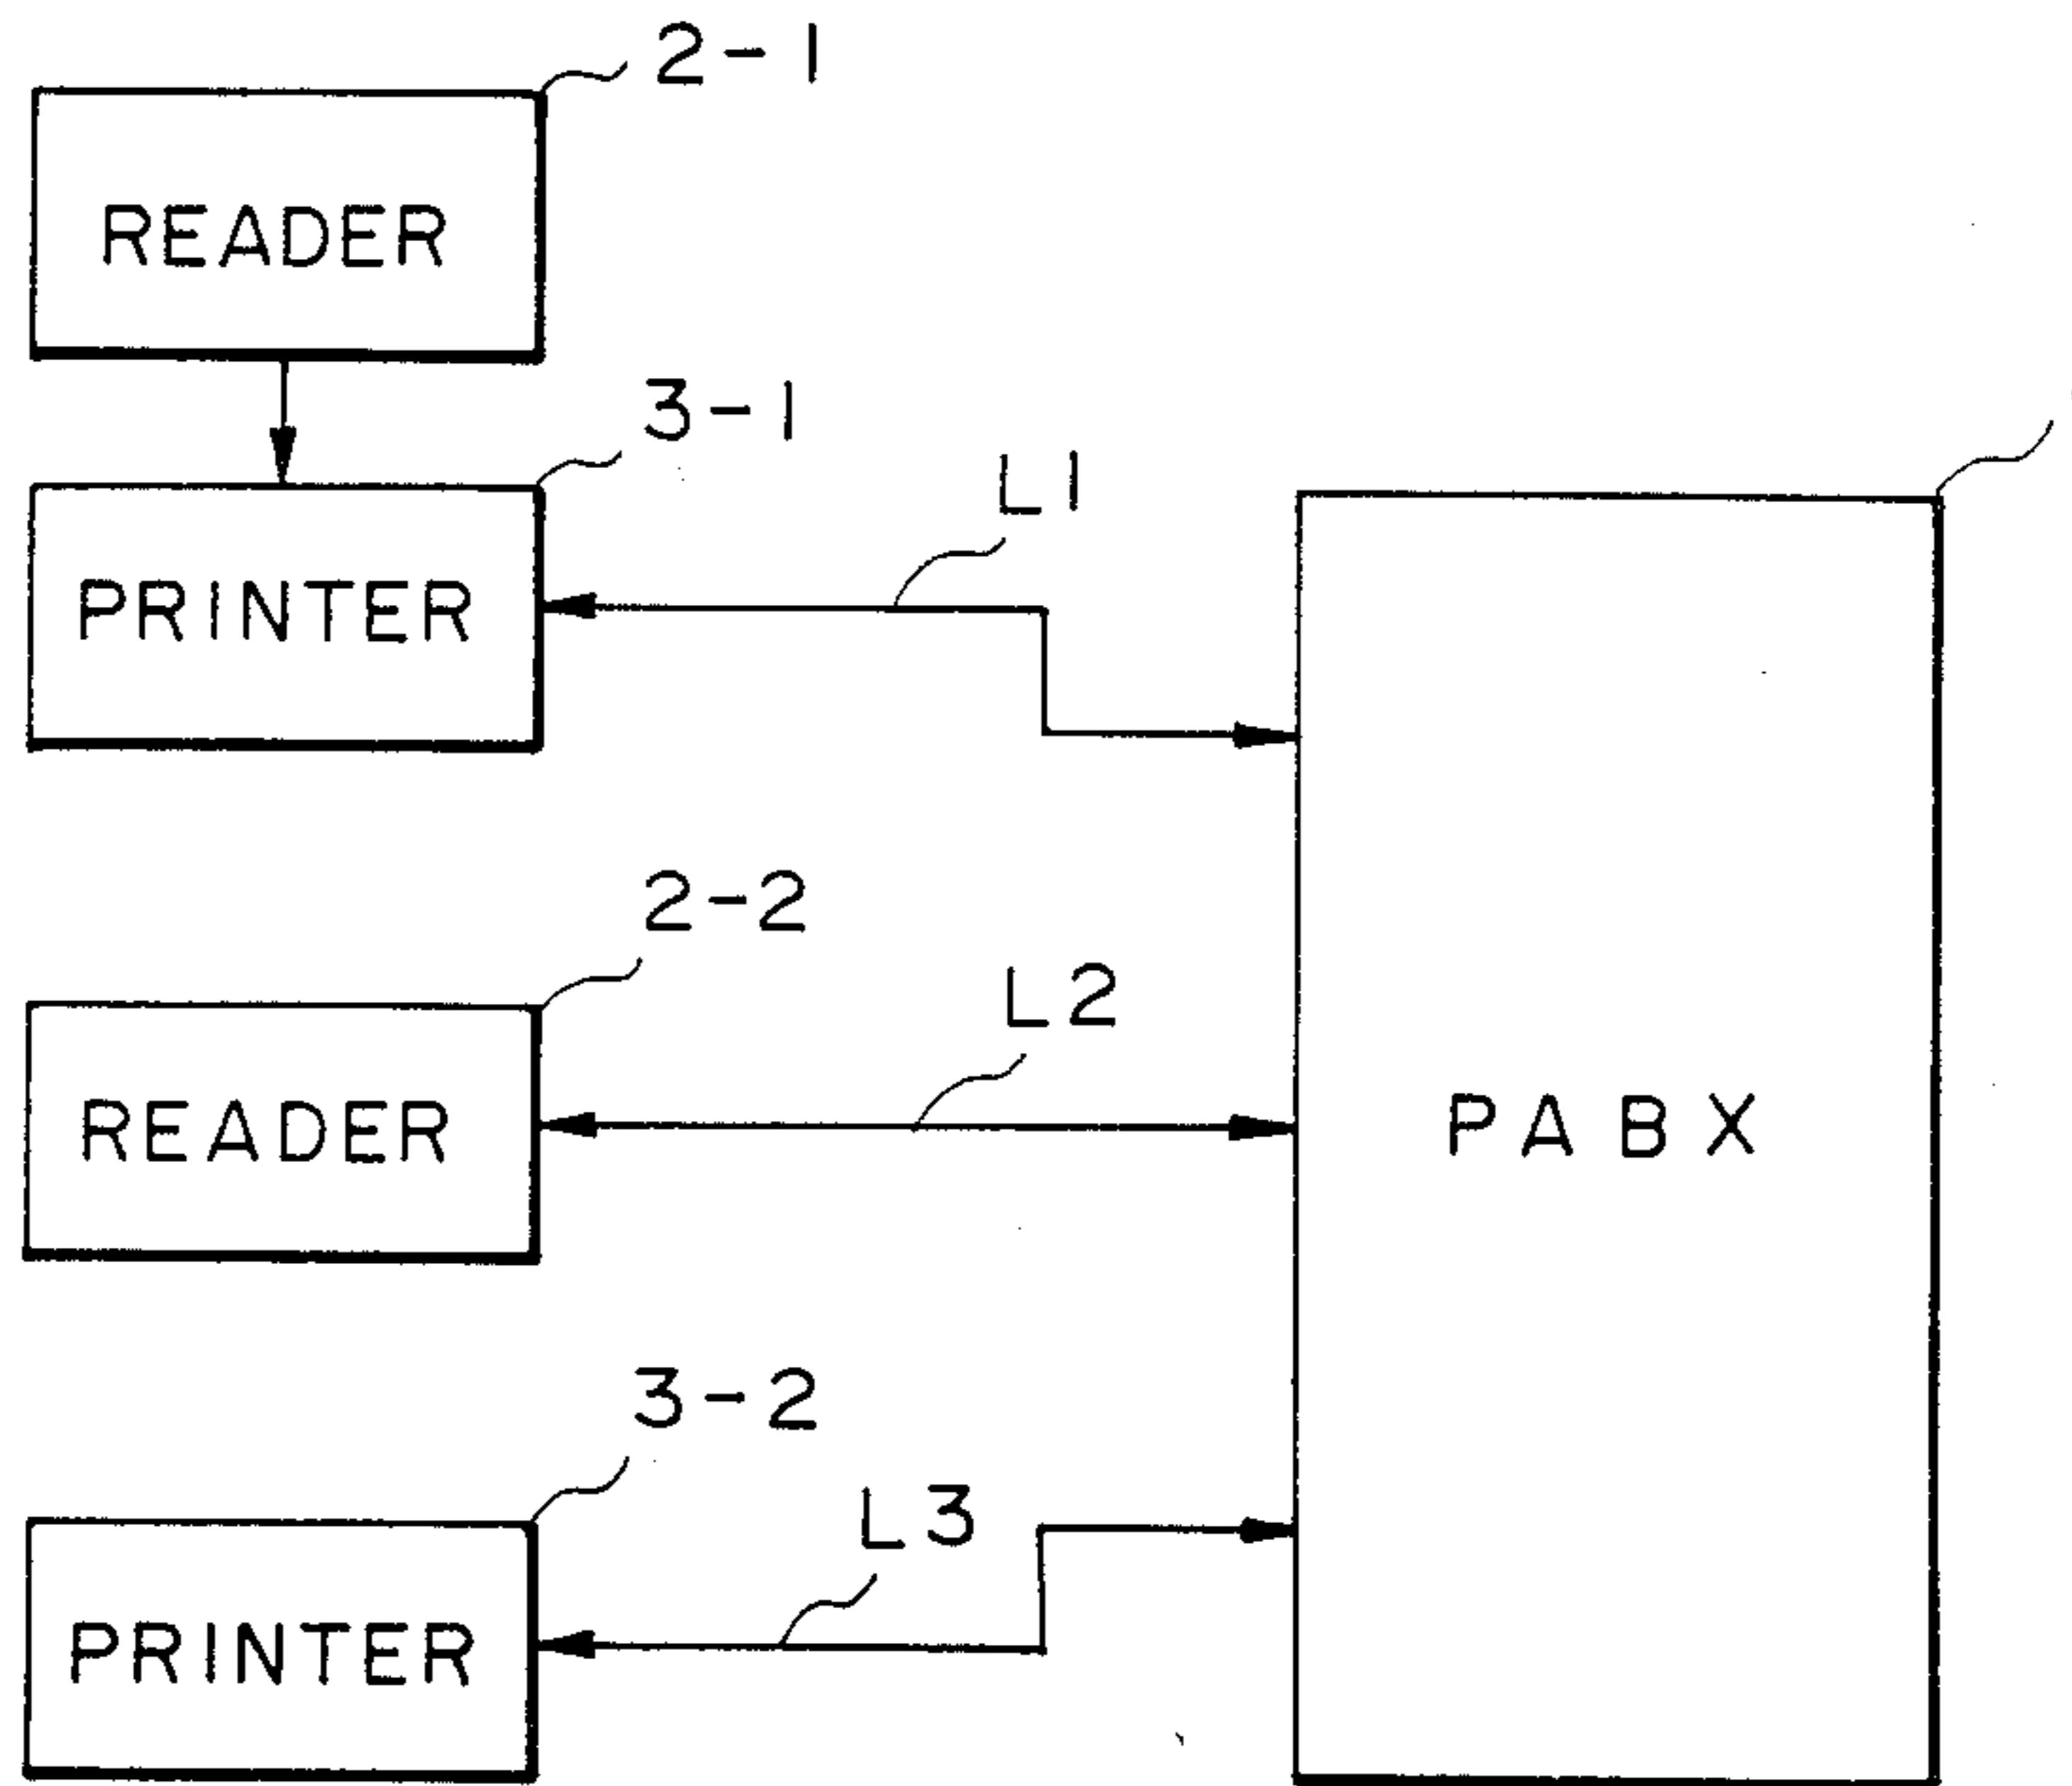 2-1
READER
3-1
L1
PRINTER
2-2
L2
READER
PABX
3-2
L3
PRINTER